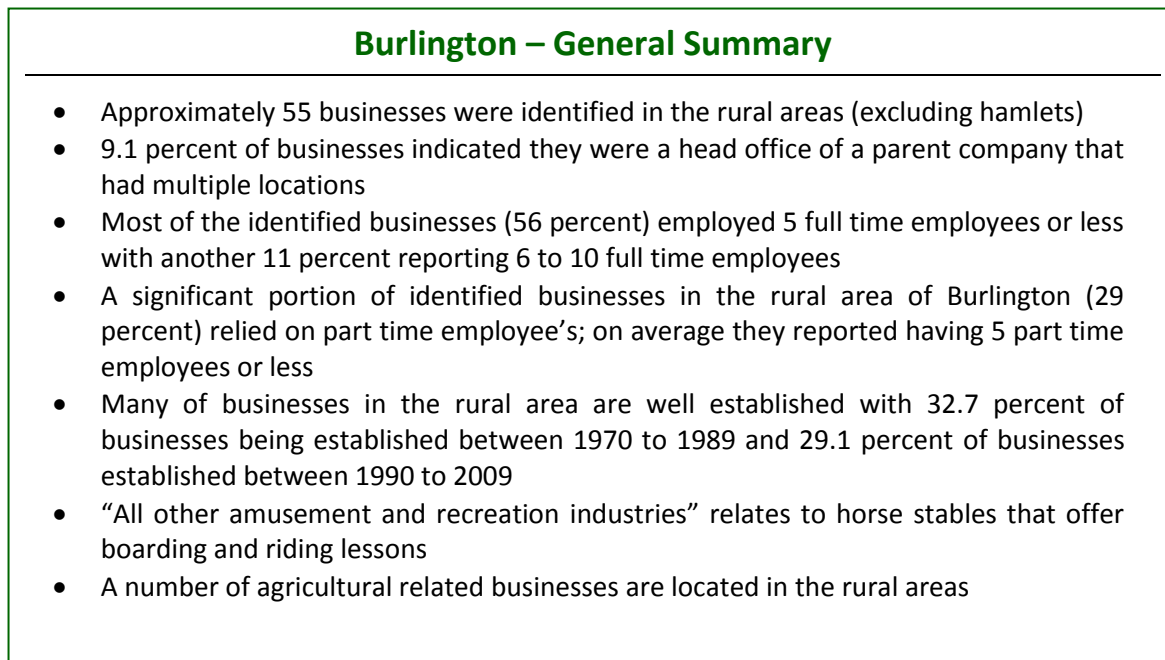 Burlington – General Summary
• Approximately 55 businesses were identified in the rural areas (excluding hamlets)
• 9.1 percent of businesses indicated they were a head office of a parent company that
had multiple locations
• Most of the identified businesses (56 percent) employed 5 full time employees or less
with another 11 percent reporting 6 to 10 full time employees
• A significant portion of identified businesses in the rural area of Burlington (29
percent) relied on part time employee’s; on average they reported having 5 part time
employees or less
• Many of businesses in the rural area are well established with 32.7 percent of
businesses being established between 1970 to 1989 and 29.1 percent of businesses
established between 1990 to 2009
• “All other amusement and recreation industries” relates to horse stables that offer
boarding and riding lessons
• A number of agricultural related businesses are located in the rural areas